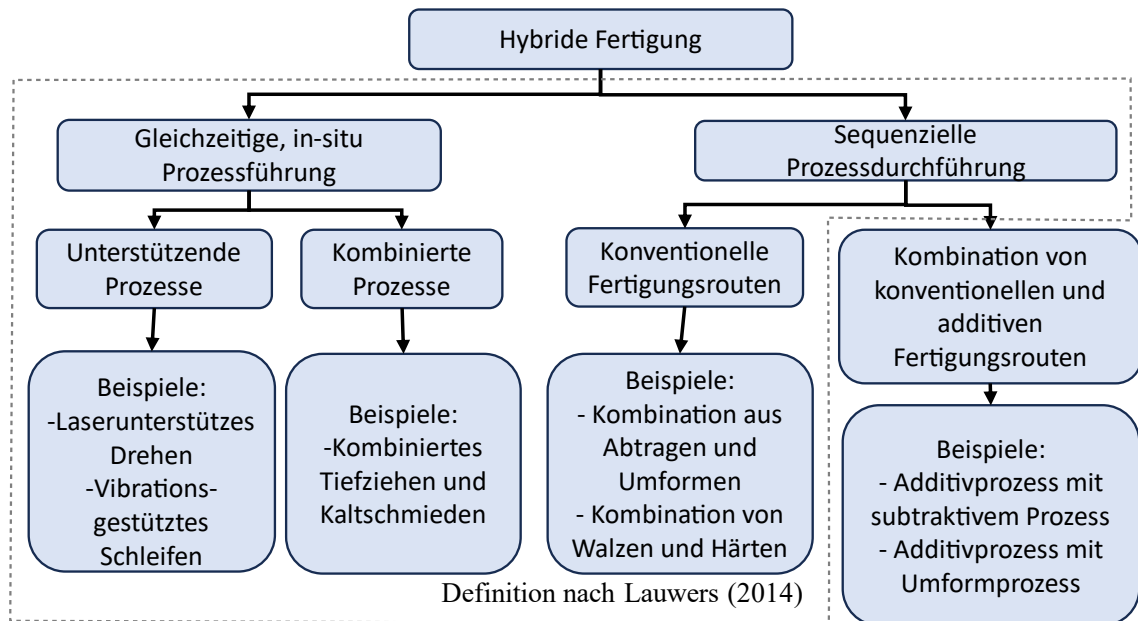 Hybride Fertigung
Gleichzeitige, in-situ
Prozessführung
Sequenzielle
Prozessdurchführung
Unterstützende
Prozesse
Kombinierte
Prozesse
Konventionelle
Fertigungsrouten
Kombination von
konventionellen und
additiven
Fertigungsrouten
Beispiele:
-Laserunterstützes
Drehen
-Vibrations-
gestütztes
Schleifen
Beispiele:
-Kombiniertes
Tiefziehen und
Kaltschmieden
Beispiele:
- Kombination aus
Abtragen und
Umformen
- Kombination von
Walzen und Härten
Beispiele:
- Additivprozess mit
subtraktivem Prozess
- Additivprozess mit
Umformprozess
Definition nach Lauwers (2014)